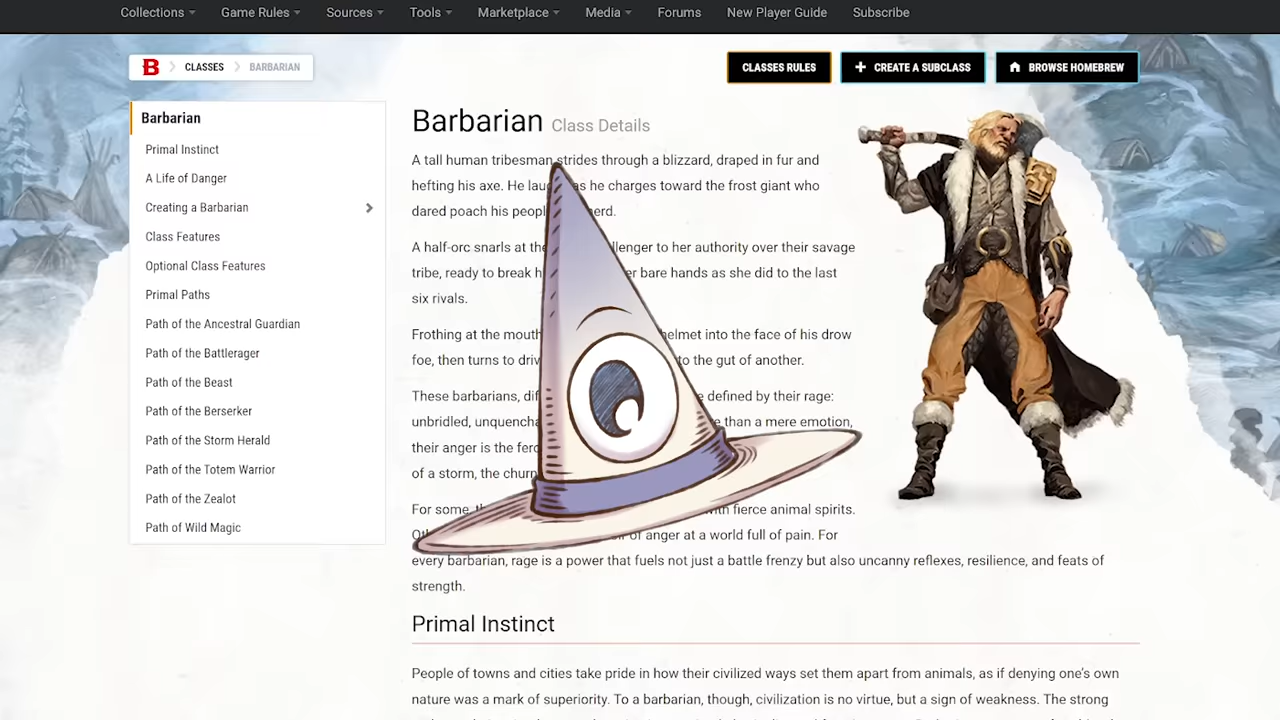 Collections Game Rules Sources Tools Marketplace Media Forums New Player Guide Subscribe
B CLASSES BARBARIAN
CLASSES RULES + CREATE A SUBCLASS BROWSE HOMEBREW
Barbarian
Primal Instinct
A Life of Danger
Creating a Barbarian
Class Features
Optional Class Features
Primal Paths
Path of the Ancestral Guardian
Path of the Battlerager
Path of the Beast
Path of the Berserker
Path of the Storm Herald
Path of the Totem Warrior
Path of the Zealot
Path of Wild Magic
Barbarian Class Details
A tall human tribesman strides through a blizzard, draped in fur and
hefting his axe. He as he charges toward the frost giant who
dared poach his herd.
A half-orc snarls at the to her authority over their savage
tribe, ready to break bare hands as she did to the last
six rivals.
Frothing at the mouth helmet into the face of his drow
foe, then turns to to the gut of another.
These barbarians, defined by their rage:
unbridled, than a mere emotion,
their anger is the
of a storm, the
For some, fierce animal spirits.
of anger at a world full of pain. For
every barbarian, rage is a power that fuels not just a battle frenzy but also uncanny reflexes, resilience, and feats of
strength.
Primal Instinct
People of towns and cities take pride in how their civilized ways set them apart from animals, as if denying one's own
nature was a mark of superiority. To a barbarian, though, civilization is no virtue, but a sign of weakness. The strong